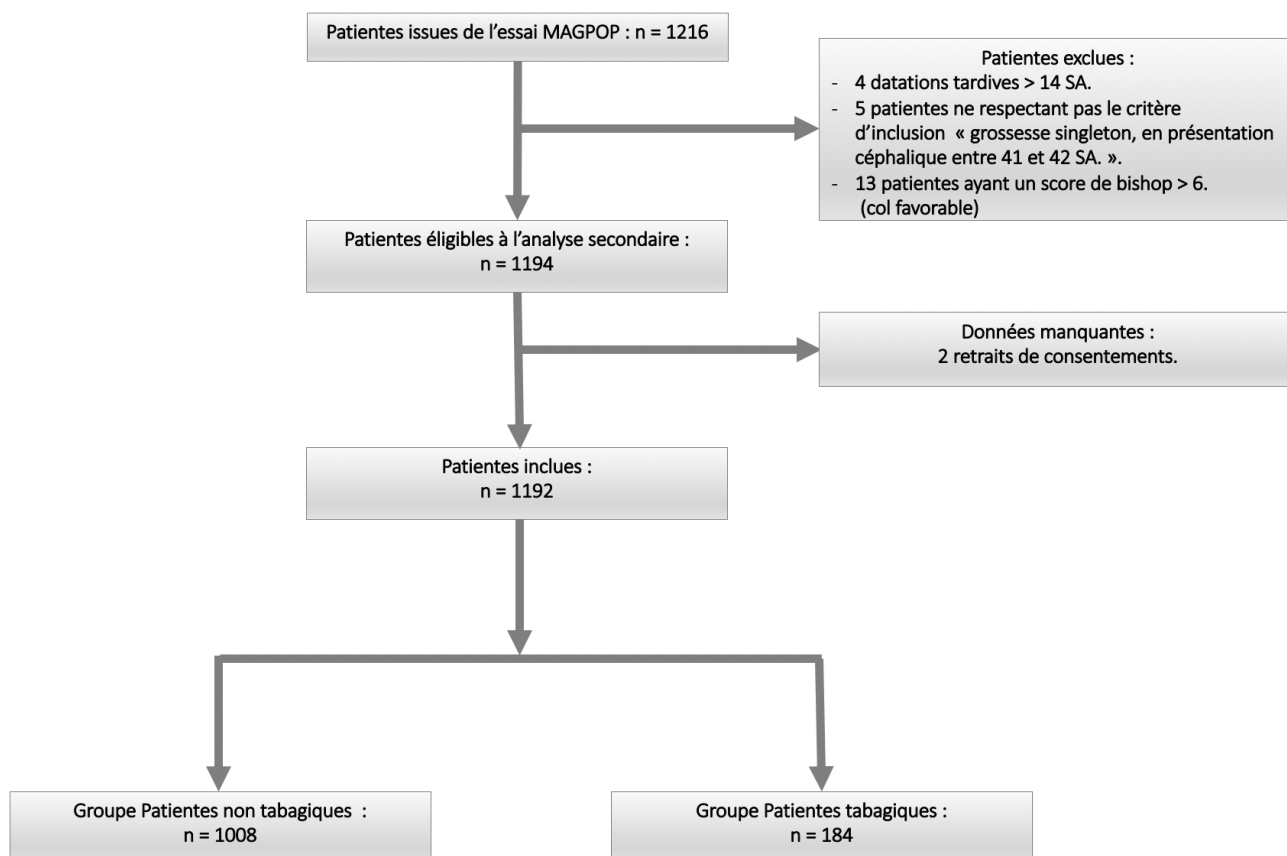 Patientes issues de l'essai MAGPOP : n = 1216
Patientes exclues :
- 4 datations tardives > 14 SA.
- 5 patientes ne respectant pas le critère
d'inclusion « grossesse singleton, en présentation
céphalique entre 41 et 42 SA. ».
- 13 patientes ayant un score de bishop > 6.
(col favorable)
Patientes éligibles à l'analyse secondaire :
n = 1194
Données manquantes :
2 retraits de consentements.
Patientes inclues :
n = 1192
Groupe Patientes non tabagiques :
n = 1008
Groupe Patientes tabagiques :
n = 184